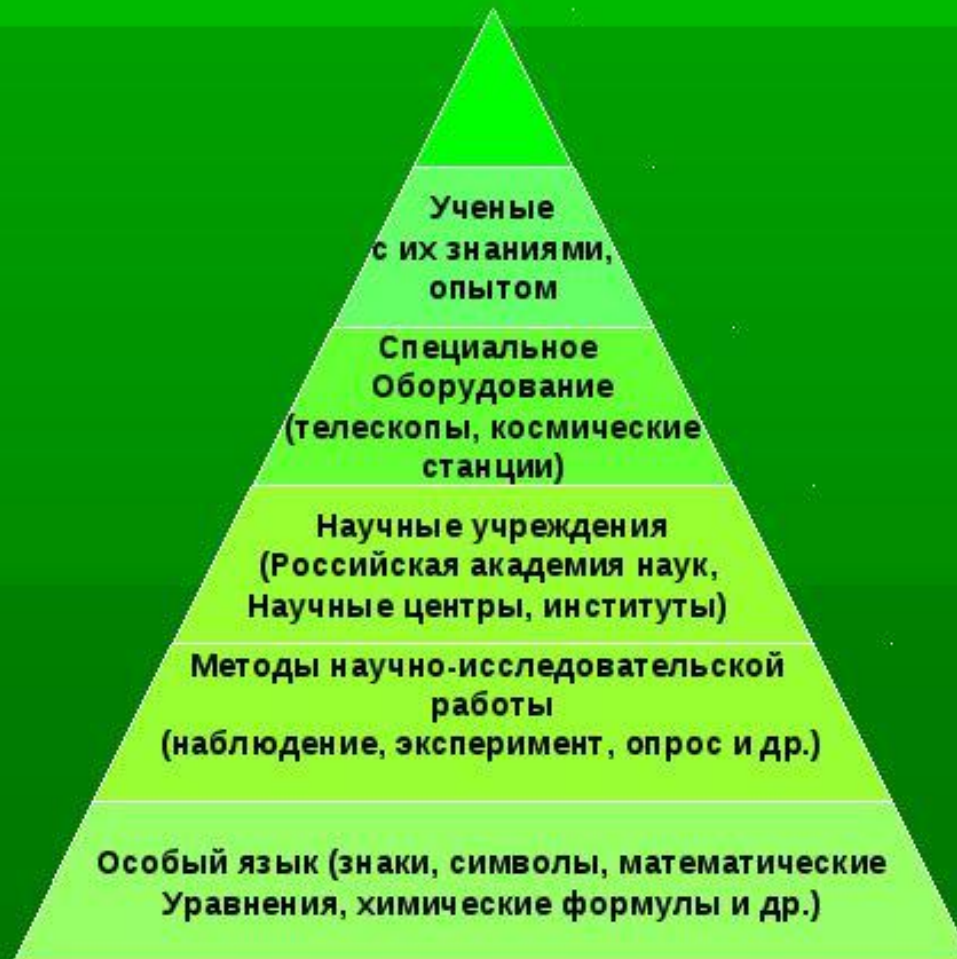 Ученые
с их знаниями,
опытом
Специальное
Оборудование
(телескопы, космические
станции)
Научные учреждения
(Российская академия наук,
Научные центры, институты)
Методы научно-исследовательской
работы
(наблюдение, эксперимент, опрос и др.)
Особый язык (знаки, символы, математические
Уравнения, химические формулы и др.)